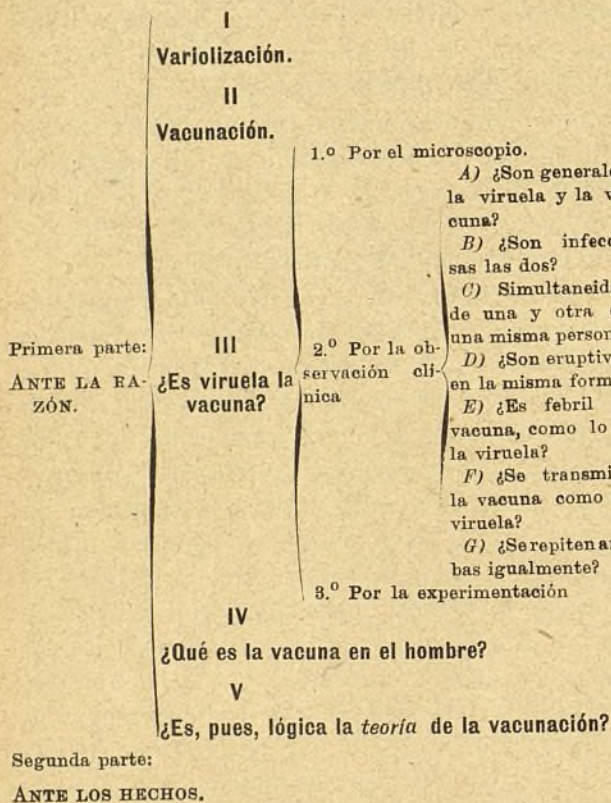 I
Variolización.
II
Vacunación.
1.º Por el microscopio.
A) ¿Son general
la viruela y la v
cuna?
B) ¿Son infec
sas las dos?
C) Simultaneid
de una y otra
una misma person
D) ¿Son eruptiv
en la misma form
E) ¿Es febril
vacuna, como lo
la viruela?
F) ¿Se transmi
la vacuna como
viruela?
G) ¿Se repiten a
bas igualmente?
2.º Por la ob-
servación clí-
nica
3.º Por la experimentación
Primera parte:
ANTE LA RA-
ZÓN.
III
¿Es viruela la
vacuna?
IV
¿Qué es la vacuna en el hombre?
V
¿Es, pues, lógica la teoría de la vacunación?
Segunda parte:
ANTE LOS HECHOS.